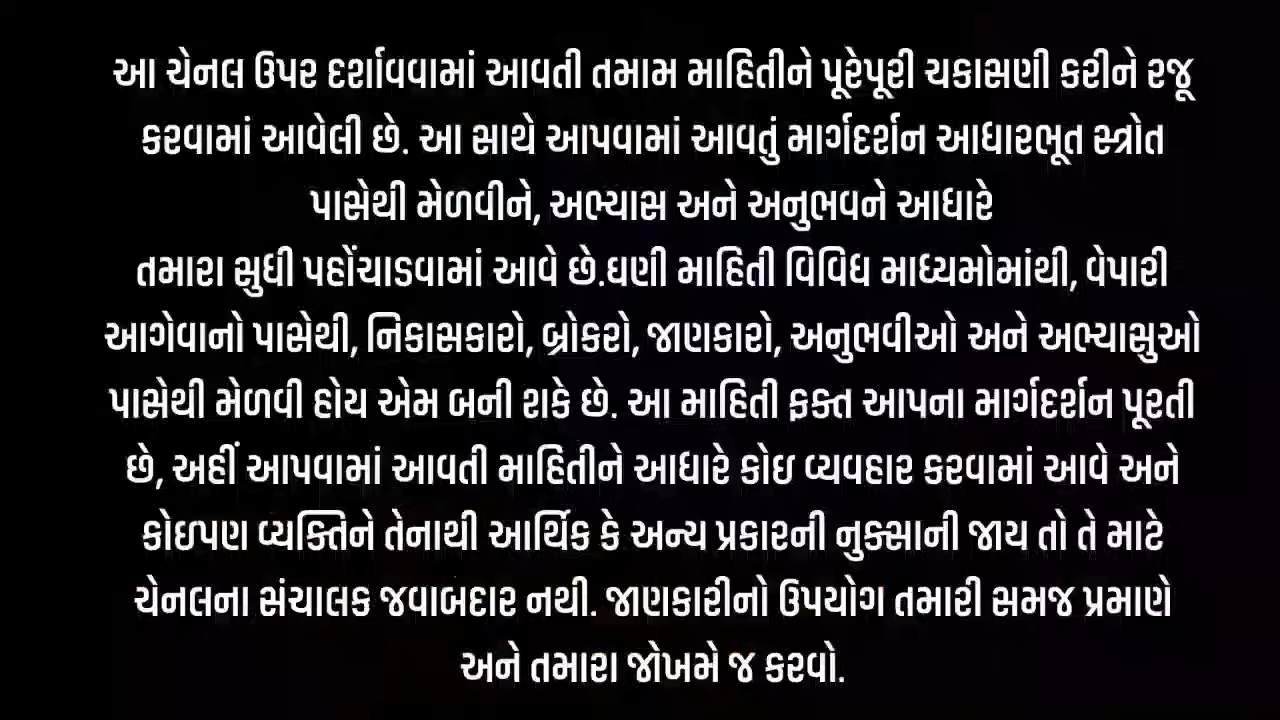 આ ચેનલ ઉપર દર્શાવવામાં આવતી તમામ માહિતીને પૂરેપૂરી ચકાસણી કરીને રજૂ
કરવામાં આવેલી છે. આ સાથે આપવામાં આવતું માર્ગદર્શન આધારભૂત સ્ત્રોત
પાસેથી મેળવીને, અભ્યાસ અને અનુભવને આધારે
તમારા સુધી પહોંચાડવામાં આવે છે.ઘણી માહિતી વિવિધ માધ્યમોમાંથી, વેપારી
આગેવાનો પાસેથી, નિકાસકારો, બ્રોકરો, જાણકારો, અનુભવીઓ અને અભ્યાસુઓ
પાસેથી મેળવી હોય એમ બની શકે છે. આ માહિતી ફક્ત આપના માર્ગદર્શન પૂરતી
છે, અહીં આપવામાં આવતી માહિતીને આધારે કોઇ વ્યવહાર કરવામાં આવે અને
કોઇપણ વ્યક્તિને તેનાથી આર્થિક કે અન્ય પ્રકારની નુક્સાની જાય તો તે માટે
ચેનલના સંચાલક જવાબદાર નથી. જાણકારીનો ઉપયોગ તમારી સમજ પ્રમાણે
અને તમારા જોખમે જ કરવો.